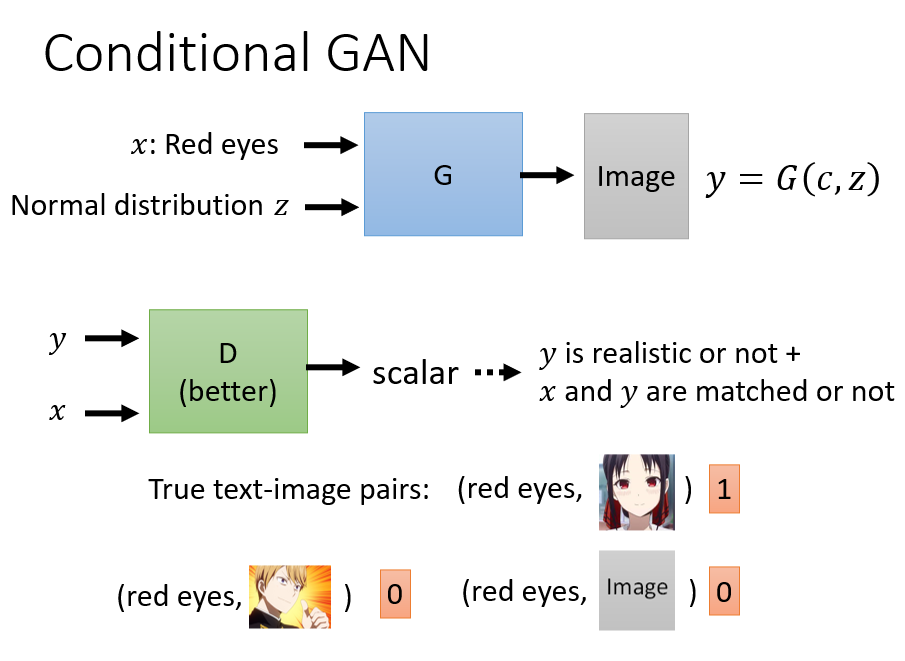 Conditional GAN
x: Red eyes
Normal distribution z
G
Image
y = G(c, z)
y
x
D
(better)
scalar
y is realistic or not +
x and y are matched or not
True text-image pairs: (red eyes, ) 1
(red eyes, ) 0
(red eyes, Image ) 0